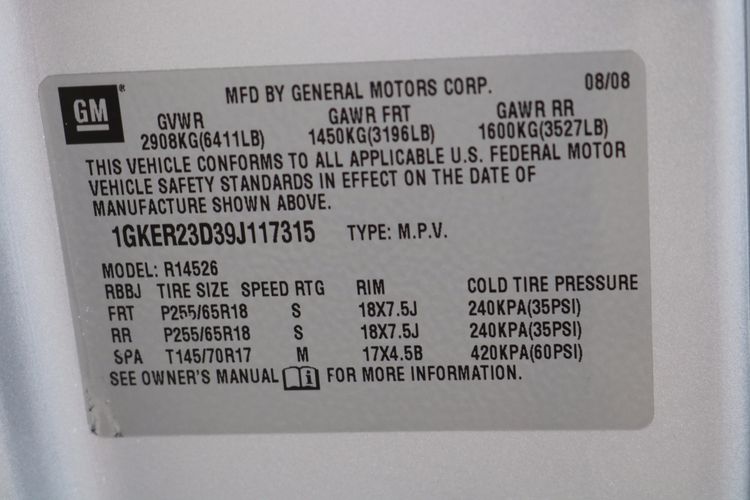 GM® MFD BY GENERAL MOTORS CORP. 08/08
GVWR GAWR FRT GAWR RR
2908KG(6411LB) 1450KG(3196LB) 1600KG(3527LB)
THIS VEHICLE CONFORMS TO ALL APPLICABLE U.S. FEDERAL MOTOR
VEHICLE SAFETY STANDARDS IN EFFECT ON THE DATE OF
MANUFACTURE SHOWN ABOVE.
1GKER23D39J117315 TYPE: M.P.V.
MODEL: R14526
RBBJ TIRE SIZE SPEED RTG RIM COLD TIRE PRESSURE
FRT P255/65R18 S 18X7.5J 240KPA(35PSI)
RR P255/65R18 S 18X7.5J 240KPA(35PSI)
SPA T145/70R17 M 17X4.5B 420KPA(60PSI)
SEE OWNER'S MANUAL i FOR MORE INFORMATION.